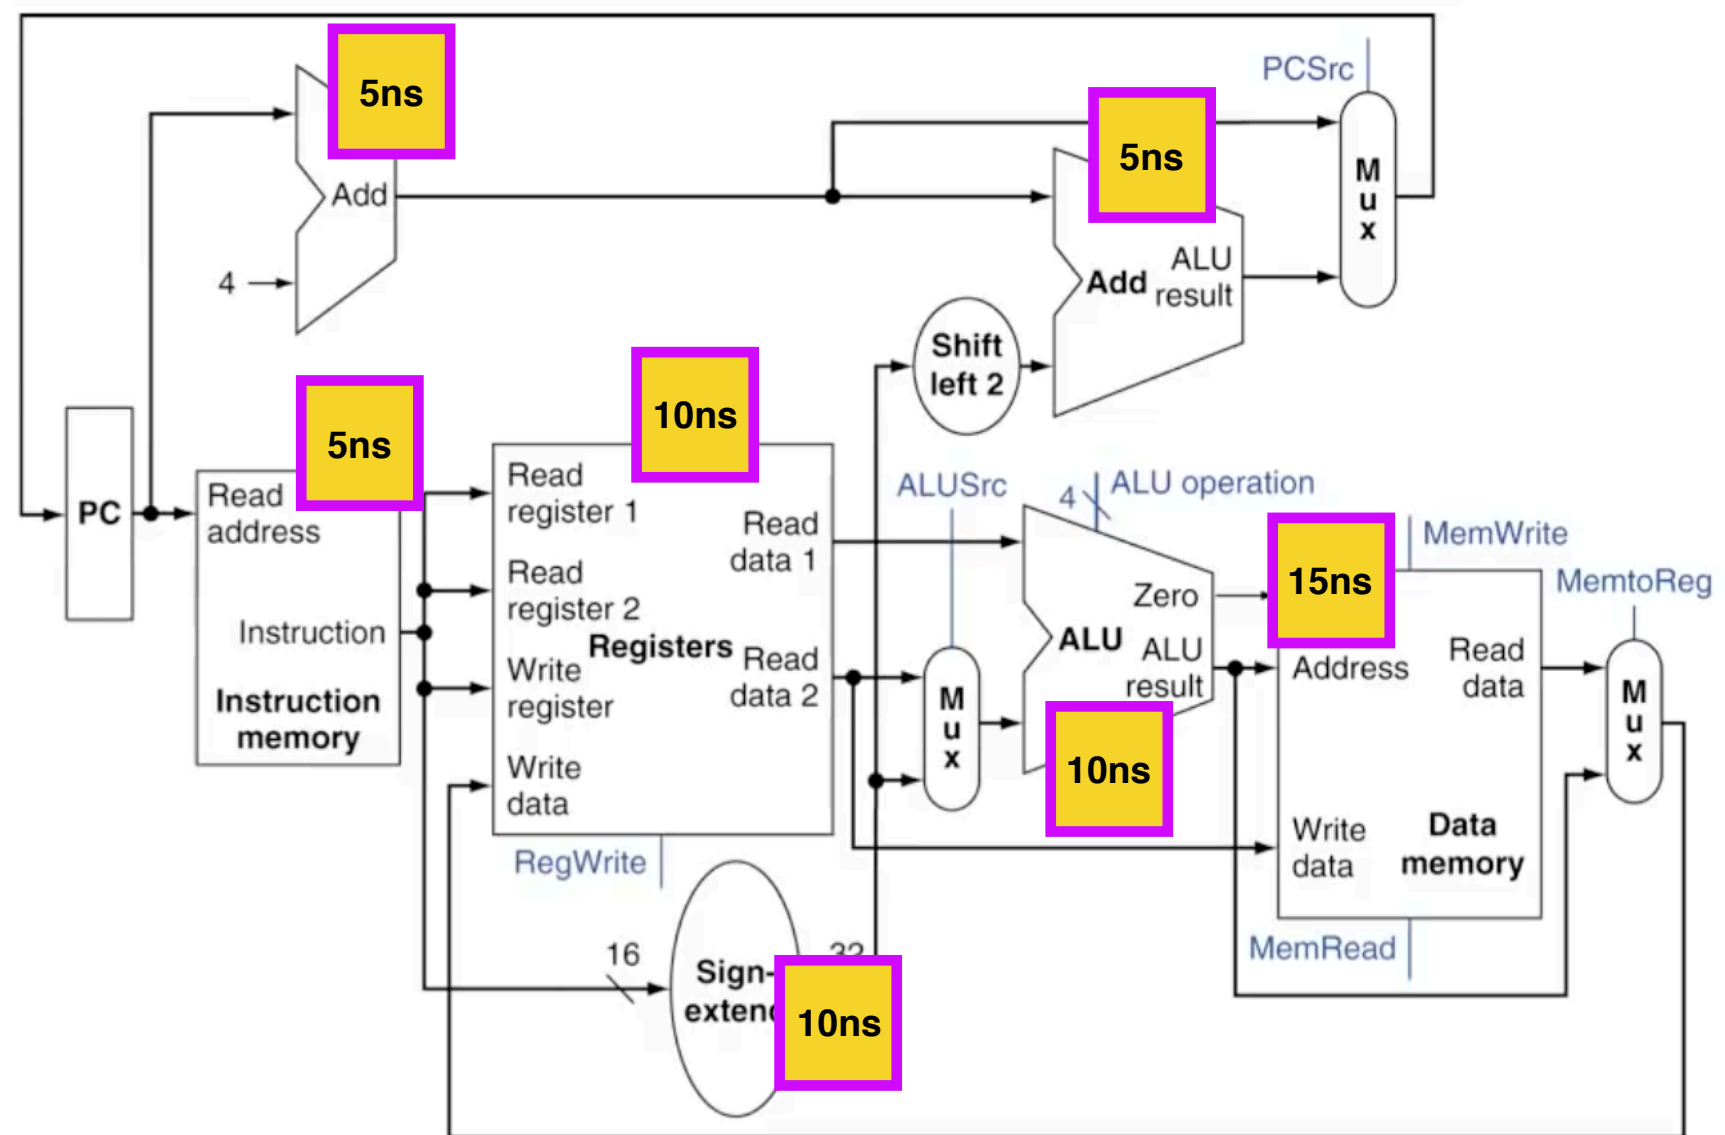 5ns
PCSrc
5ns
M
u
x
Add
4
ALU
result
Add
Shift
left 2
10ns
5ns
PC
Read
address
Instruction
Instruction
memory
Read
register 1
Read
register 2
Registers
Write
register
Write
data
Read
data 1
Read
data 2
RegWrite
ALUSrc
4
ALU operation
M
u
x
Zero
ALU
ALU
result
10ns
15ns
MemWrite
MemtoReg
Address
Read
data
Write
data
Data
memory
MemRead
M
u
x
16
32
Sign-
exten
10ns